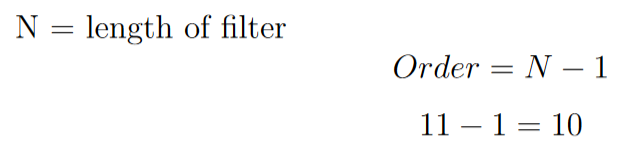 N = length of filter
Order = N − 1
11 − 1 = 10